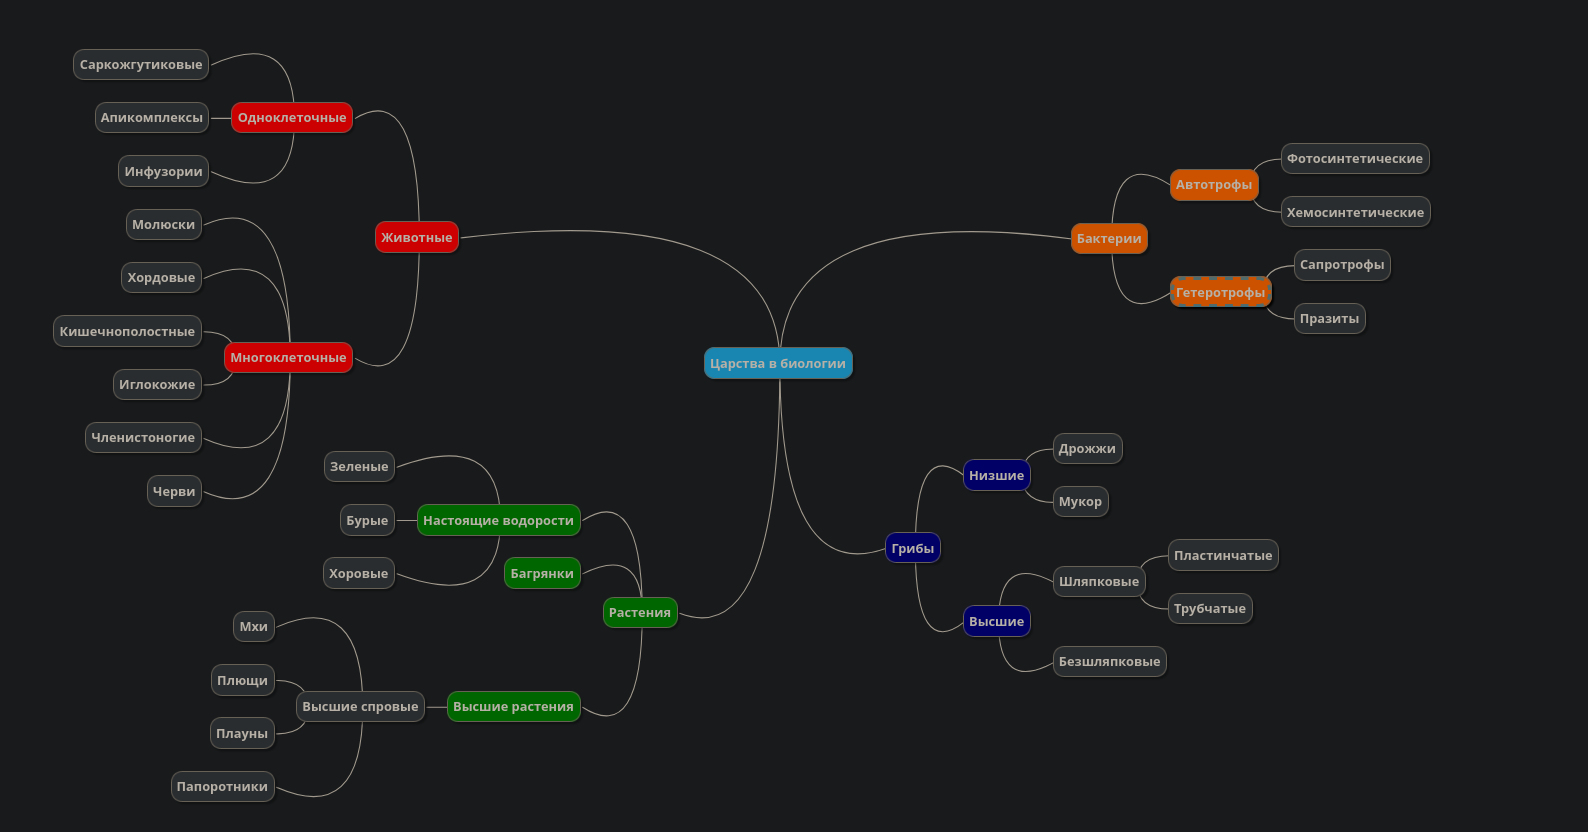 Царства в биологии
Животные
Одноклеточные
Саркожгутиковые
Апикомплексы
Инфузории
Многоклеточные
Молюски
Хордовые
Кишечнополостные
Иглокожие
Членистоногие
Черви
Растения
Настоящие водорости
Зеленые
Бурые
Хоровые
Багрянки
Высшие растения
Высшие спровые
Мхи
Плющи
Плауны
Папоротники
Бактерии
Автотрофы
Фотосинтетические
Хемосинтетические
Гетеротрофы
Сапротрофы
Празиты
Грибы
Низшие
Дрожжи
Мукор
Высшие
Шляпковые
Пластинчатые
Трубчатые
Безшляпковые